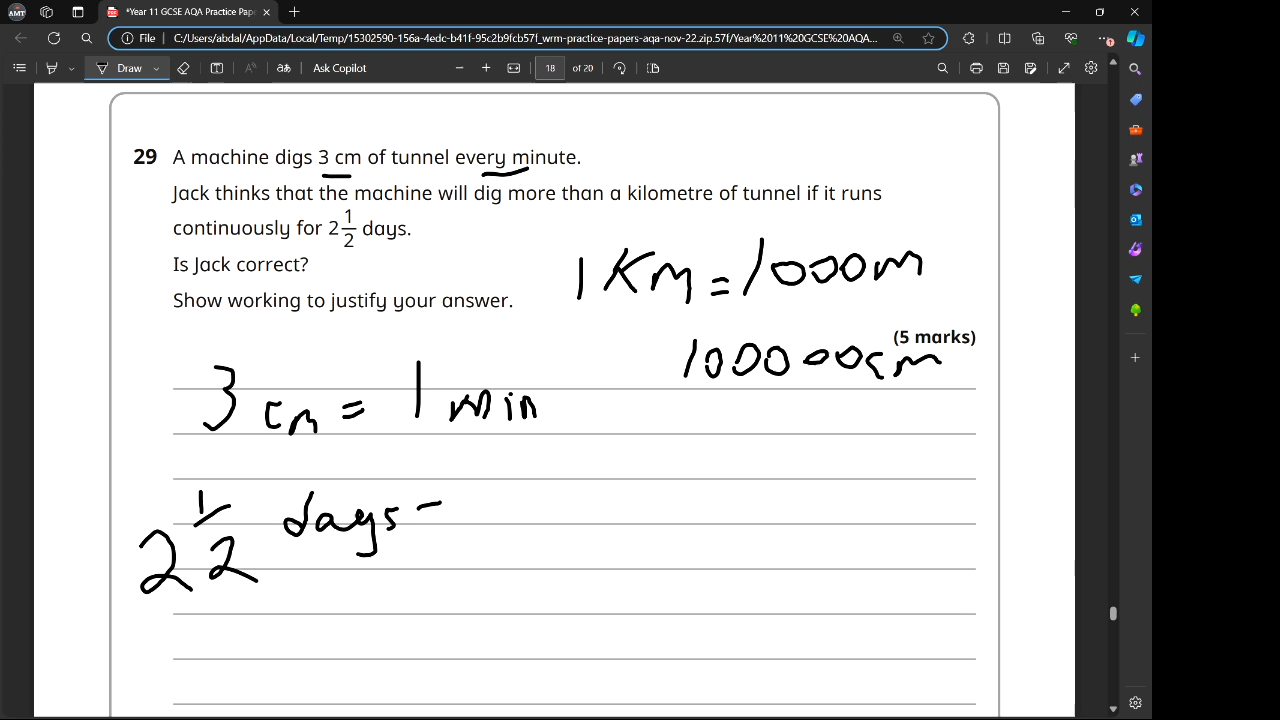 AMT
*Year 11 GCSE AQA Practice Pape
File
C:/Users/abdal/AppData/Local/Temp/15302590-156a-4edc-b41f-95c2b9fcb57f_wrm-practice-papers-aqa-nov-22.zip.57f/Year%2011%20GCSE%20AQA...
Draw
Ask Copilot
18 of 20
29 A machine digs 3 cm of tunnel every minute.
Jack thinks that the machine will dig more than a kilometre of tunnel if it runs
continuously for 2 1/2 days.
Is Jack correct?
1 Km = 1000m
Show working to justify your answer.
(5 marks)
100000cm
3 cm = 1 min
2 1/2 days -